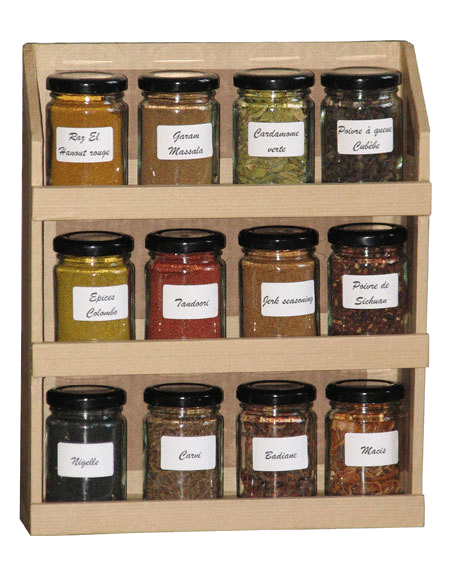 Raz El
Hanout rouge
Garam
Massala
Cardamome
verte
Poivre à queue
Cubèbe
Epices
Colombo
Tandoori
Jerk seasoning
Poivre de
Sichuan
Nigelle
Carvi
Badiane
Macis